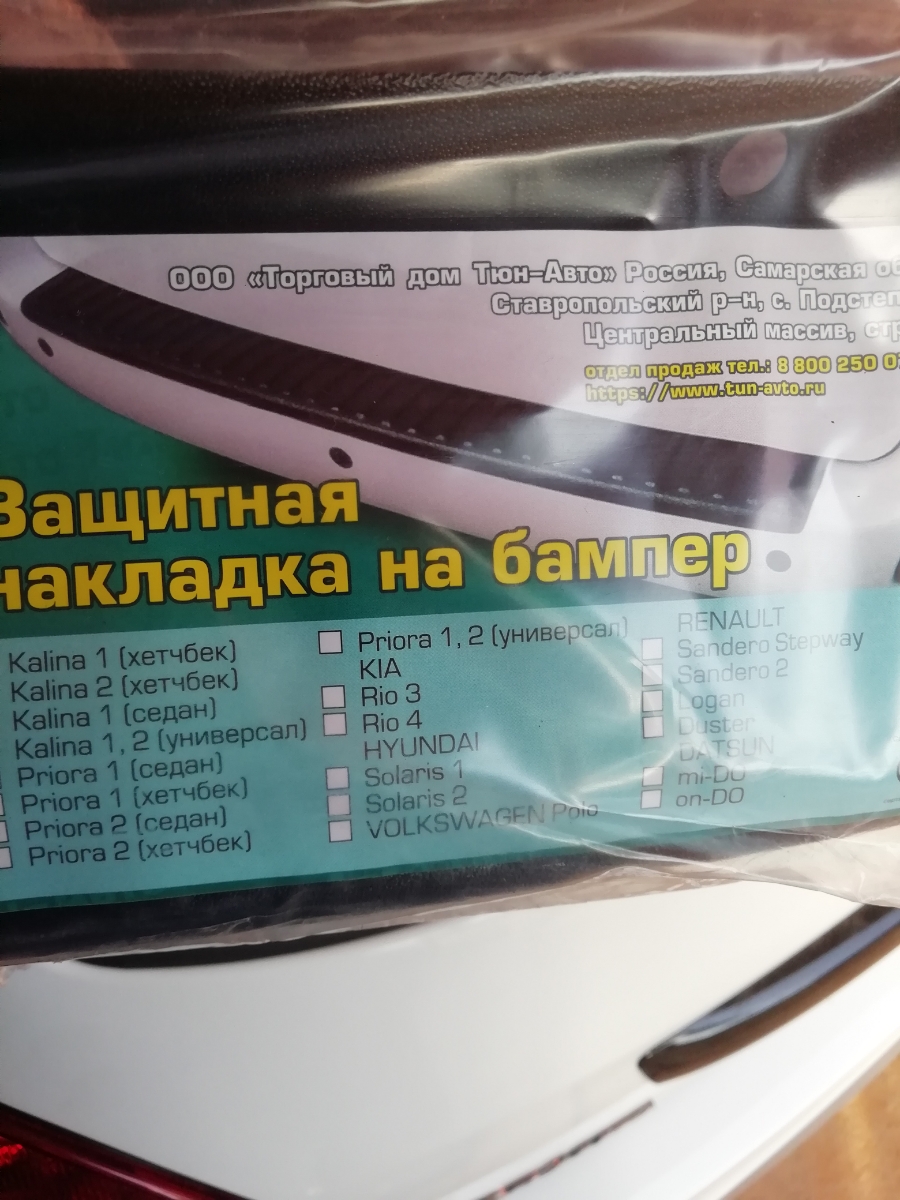 ООО «Торговый дом Тюн-Авто» Россия, Самарская
Ставропольский р-н, с.
Центральный массив,
отдел продаж тел.: 8 800 250
https://www.tun-avto.ru
Защитная
накладка на бампер
Kalina 1 (хетчбек)
Kalina 2 (хетчбек)
Kalina 1 (седан)
Kalina 1, 2 (универсал)
Priora 1 (седан)
Priora 1 (хетчбек)
Priora 2 (седан)
Priora 2 (хетчбек)
Priora 1, 2 (универсал)
KIA
Rio 3
Rio 4
HYUNDAI
Solaris 1
Solaris 2
VOLKSWAGEN Polo
RENAULT
Sandero Stepway
Sandero 2
Logan
Duster
DATSUN
mi-DO
on-DO